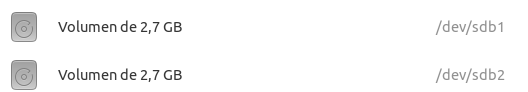 Volumen de 2,7 GB /dev/sdb1
Volumen de 2,7 GB /dev/sdb2